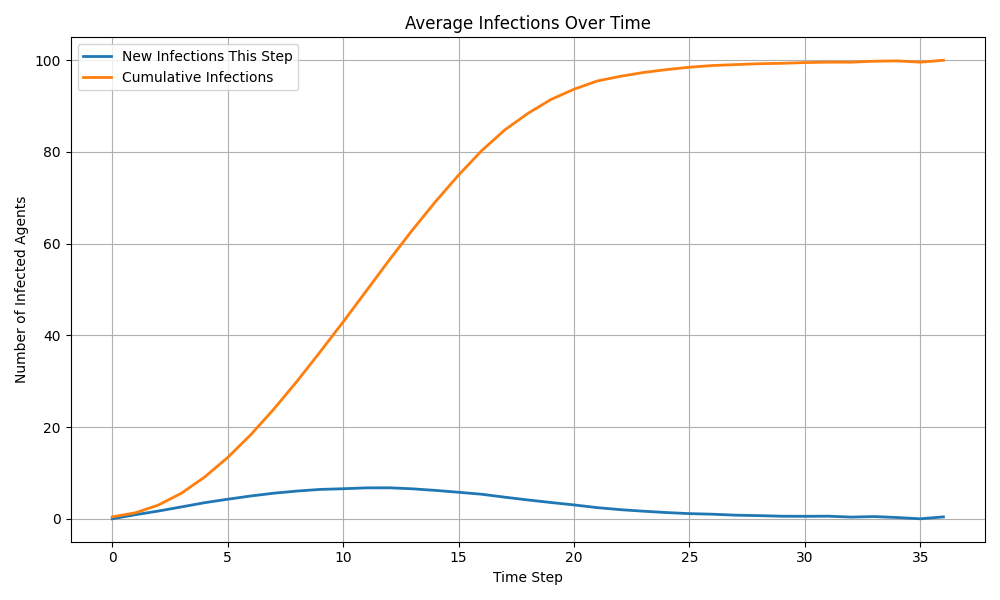 Average Infections Over Time
New Infections This Step
Cumulative Infections
Number of Infected Agents
100
80
60
40
20
0
0 5 10 15 20 25 30 35
Time Step